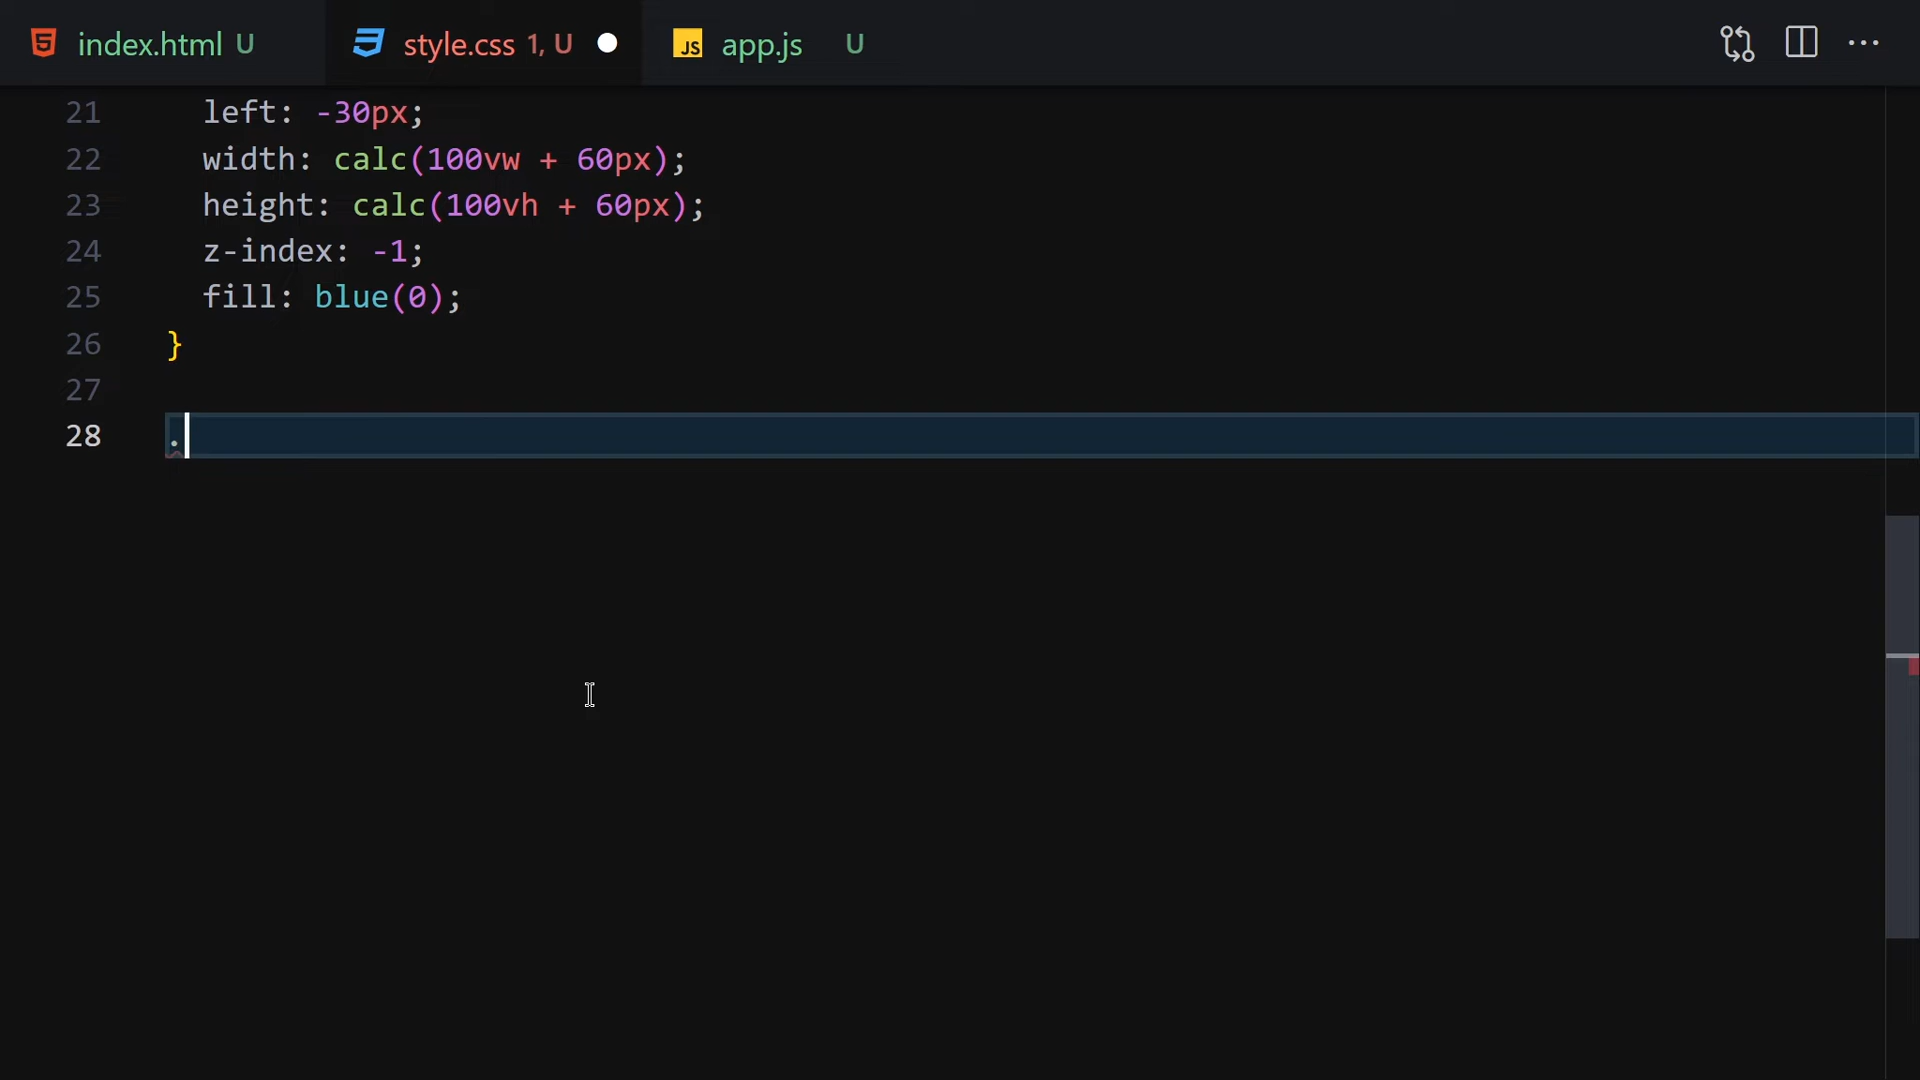 index.html U style.css 1, U JS app.js U
21 left: -30px;
22 width: calc(100vw + 60px);
23 height: calc(100vh + 60px);
24 z-index: -1;
25 fill: blue(0);
26 }
27
28 .